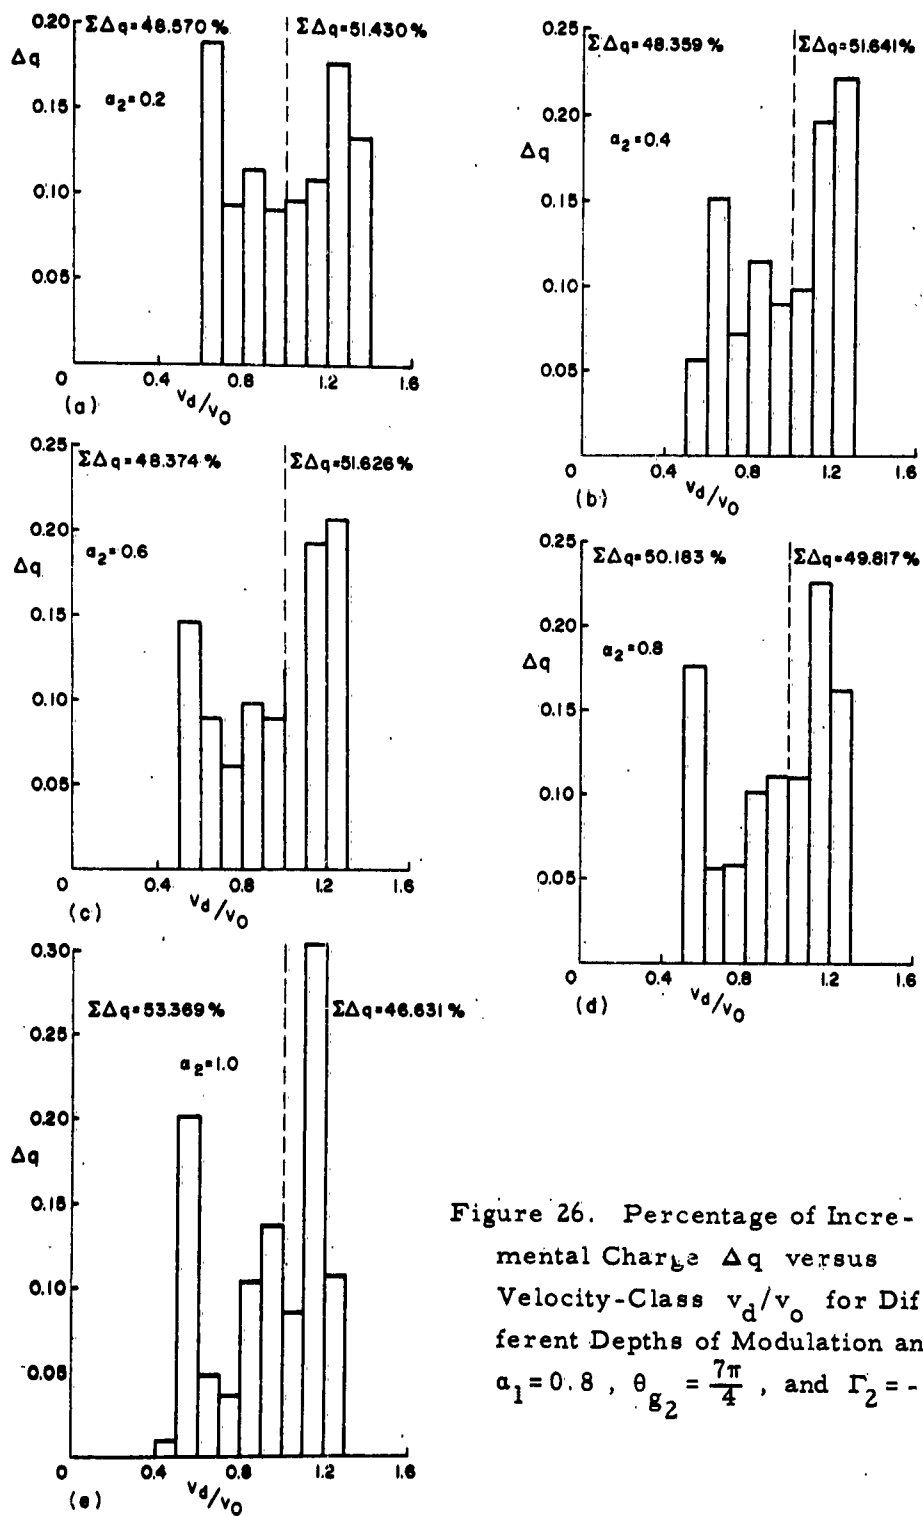 ΣΔq=48.570% ΣΔq=51.430%
0.20
Δq
α2=0.2
0.15
0.10
0.05
0 0.4 0.8 1.2 1.6
vd/vo
(a)
ΣΔq=48.359% ΣΔq=51.641%
0.25
α2=0.4
0.20
Δq
0.15
0.10
0.05
0 0.4 0.8 1.2 1.6
vd/vo
(b)
0.25
ΣΔq=48.374% ΣΔq=51.626%
0.20
α2=0.6
Δq
0.15
0.10
0.05
0 0.4 0.8 1.2 1.6
vd/vo
(c)
0.25
ΣΔq=50.183% ΣΔq=49.817%
0.20
α2=0.8
Δq
0.15
0.10
0.05
0 0.4 0.8 1.2 1.6
vd/vo
(d)
0.30
ΣΔq=53.369% ΣΔq=46.631%
0.25
α2=1.0
0.20
Δq
0.15
0.10
0.05
0 0.4 0.8 1.2 1.6
vd/vo
(e)
Figure 26. Percentage of Incre-
mental Charge Δq versus
Velocity-Class vd/vo for Dif
ferent Depths of Modulation an
α1=0.8 , θg2 = 7π/4 , and Γ2 = -